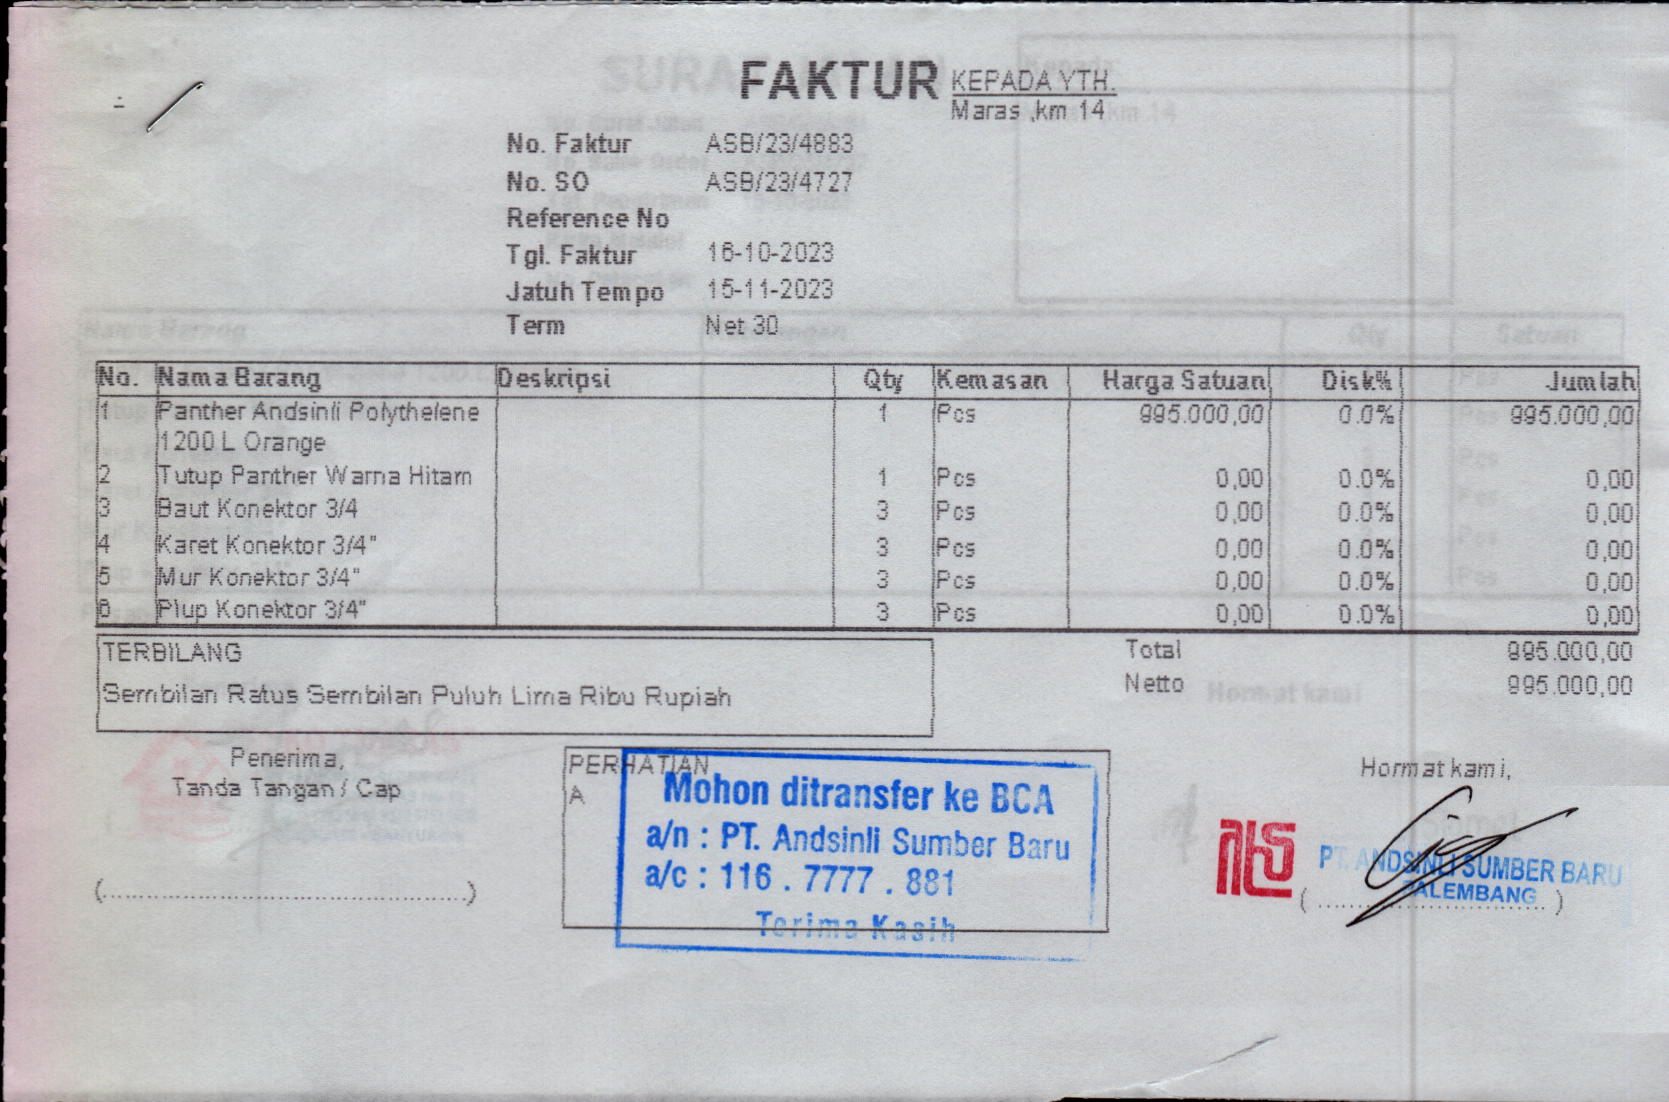 FAKTUR
KEPADA YTH.
Maras ,km 14
No. Faktur ASB/23/4883
No. SO ASB/23/4727
Reference No
Tgl. Faktur 16-10-2023
Jatuh Tempo 15-11-2023
Term Net 30
No. Nama Barang Deskripsi Qty Kemasan Harga Satuan Disk% Jumlah
1 Panther Andsinli Polythelene 1 Pcs 995.000,00 0.0% 995.000,00
1200 L Orange
2 Tutup Panther Warna Hitam 1 Pcs 0,00 0.0% 0,00
3 Baut Konektor 3/4 3 Pcs 0,00 0.0% 0,00
4 Karet Konektor 3/4" 3 Pcs 0,00 0.0% 0,00
5 Mur Konektor 3/4" 3 Pcs 0,00 0.0% 0,00
6 Plup Konektor 3/4" 3 Pcs 0,00 0.0% 0,00
TERBILANG
Sembilan Ratus Sembilan Puluh Lima Ribu Rupiah
Total 995.000,00
Netto 995.000,00
Penerima,
Tanda Tangan / Cap
(............................................)
PERHATIAN
A
Mohon ditransfer ke BCA
a/n : PT. Andsinli Sumber Baru
a/c : 116 . 7777 . 881
Terima Kasih
Hormat kami,
PT. ANDSINLI SUMBER BARU
PALEMBANG
(............................................)